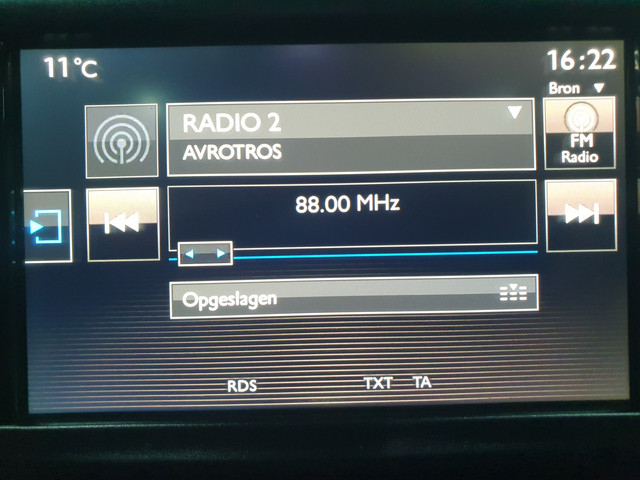 11°C
16:22
Bron
RADIO 2
AVROTROS
FM
Radio
88.00 MHz
Opgeslagen
RDS TXT TA